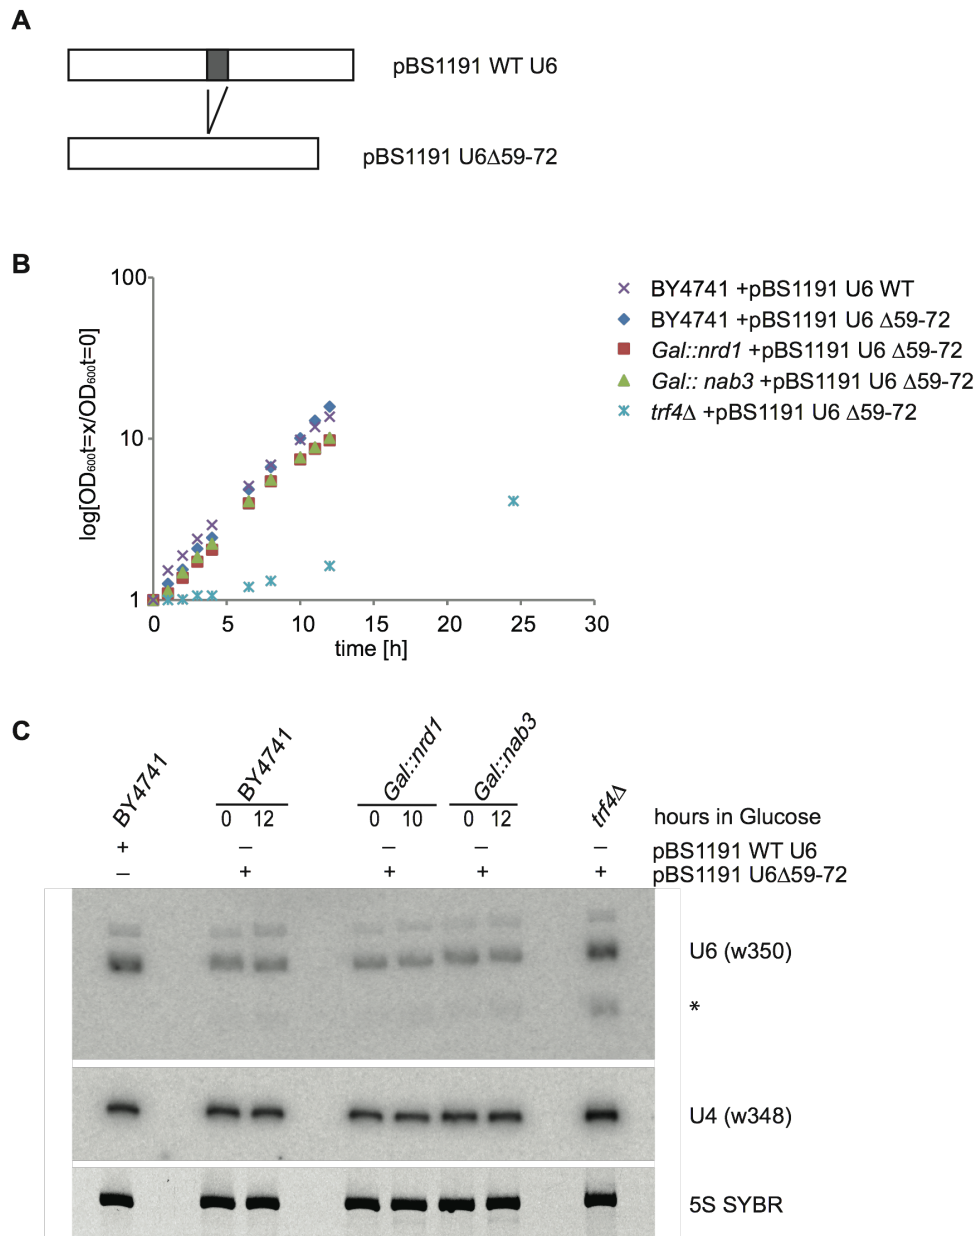 A
pBS1191 WT U6
pBS1191 U6Δ59-72
B
100
10
1
0 5 10 15 20 25 30
time [h]
log[OD₆₀₀t=x/OD₆₀₀t=0]
BY4741 +pBS1191 U6 WT
BY4741 +pBS1191 U6 Δ59-72
Gal::nrd1 +pBS1191 U6 Δ59-72
Gal:: nab3 +pBS1191 U6 Δ59-72
trf4Δ +pBS1191 U6 Δ59-72
C
BY4741 BY4741 Gal::nrd1 Gal::nab3 trf4Δ
0 12 0 10 0 12 hours in Glucose
+ – – – – pBS1191 WT U6
– + + + + pBS1191 U6Δ59-72
U6 (w350)
*
U4 (w348)
5S SYBR